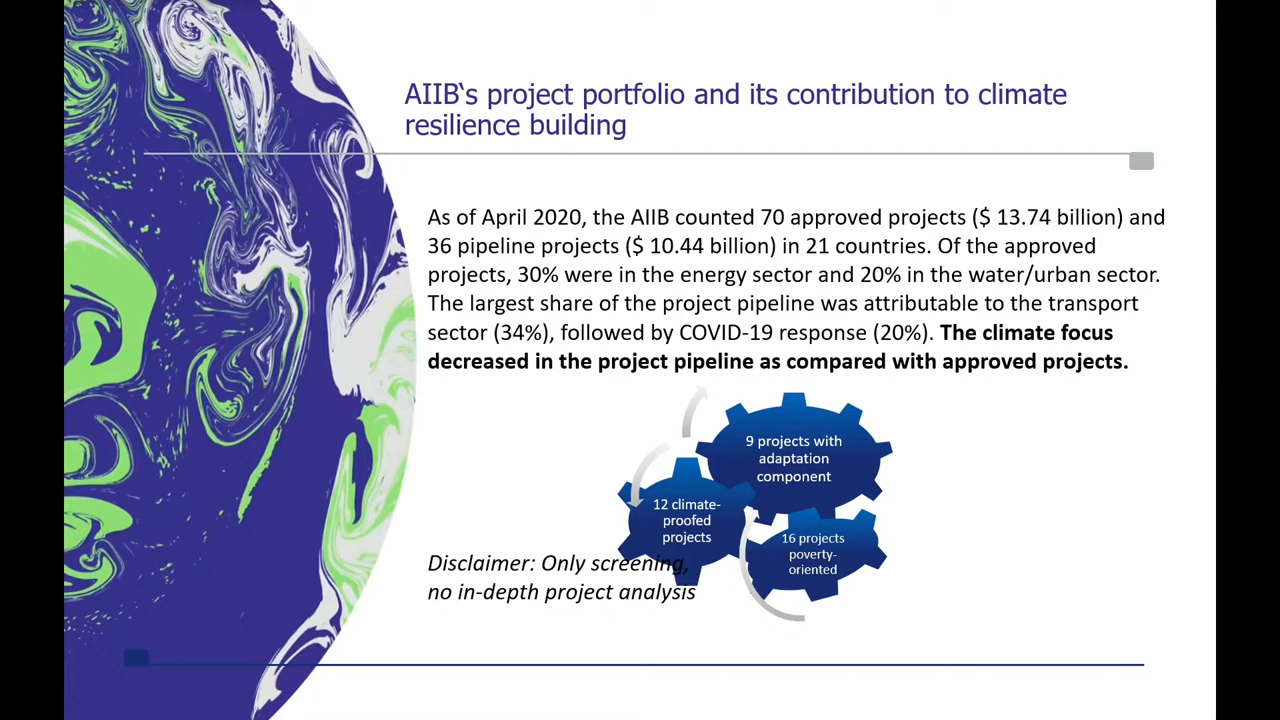 AIIB‘s project portfolio and its contribution to climate
resilience building
As of April 2020, the AIIB counted 70 approved projects ($ 13.74 billion) and
36 pipeline projects ($ 10.44 billion) in 21 countries. Of the approved
projects, 30% were in the energy sector and 20% in the water/urban sector.
The largest share of the project pipeline was attributable to the transport
sector (34%), followed by COVID-19 response (20%). The climate focus
decreased in the project pipeline as compared with approved projects.
9 projects with
adaptation
component
12 climate-
proofed
projects
16 projects
poverty-
oriented
Disclaimer: Only screening,
no in-depth project analysis